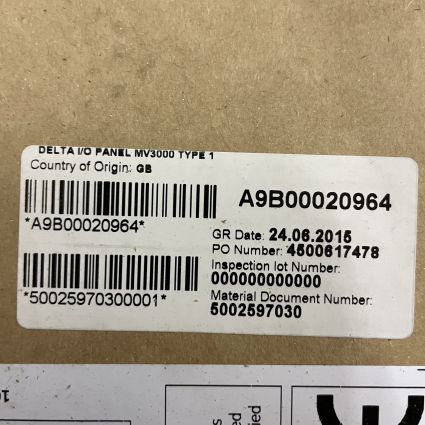 DELTA I/O PANEL MV3000 TYPE 1
Country of Origin: GB
A9B00020964
*A9B00020964*
GR Date: 24.06.2015
PO Number: 4500617478
Inspection lot Number:
000000000000
*50025970300001*
Material Document Number:
5002597030